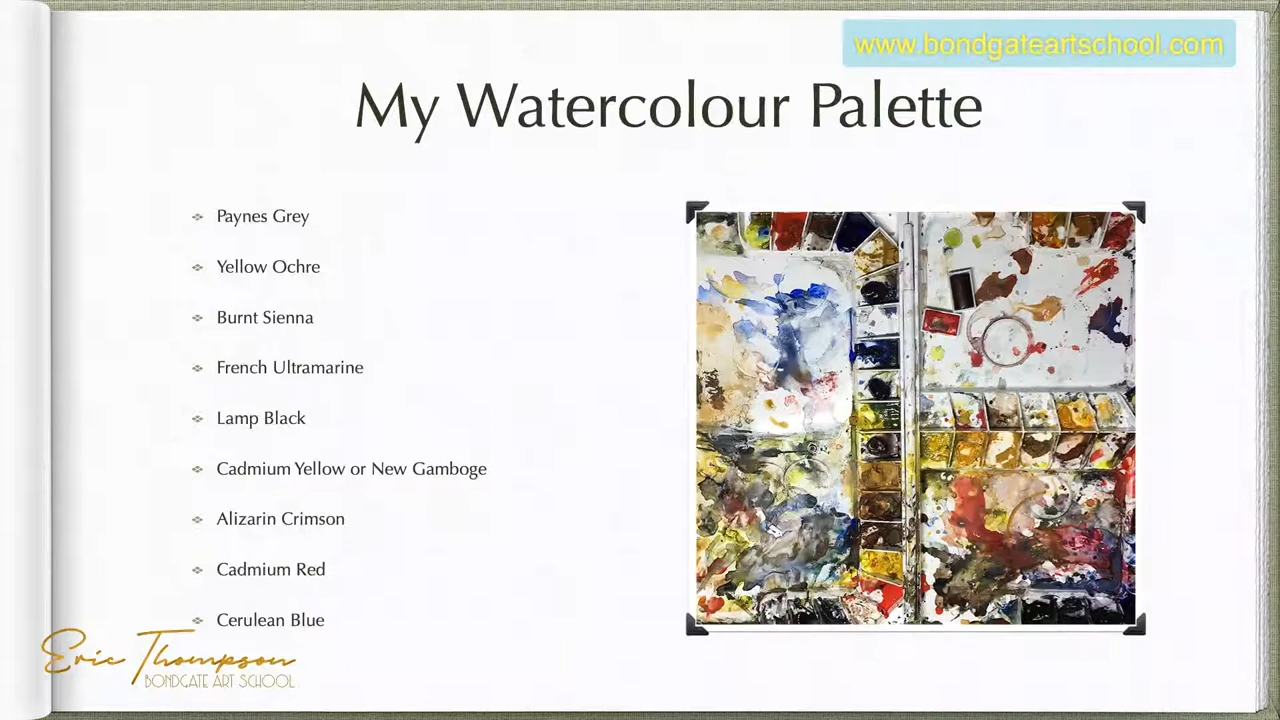 www.bondgateartschool.com
My Watercolour Palette
Paynes Grey
Yellow Ochre
Burnt Sienna
French Ultramarine
Lamp Black
Cadmium Yellow or New Gamboge
Alizarin Crimson
Cadmium Red
Cerulean Blue
Eric Thompson
BONDGATE ART SCHOOL